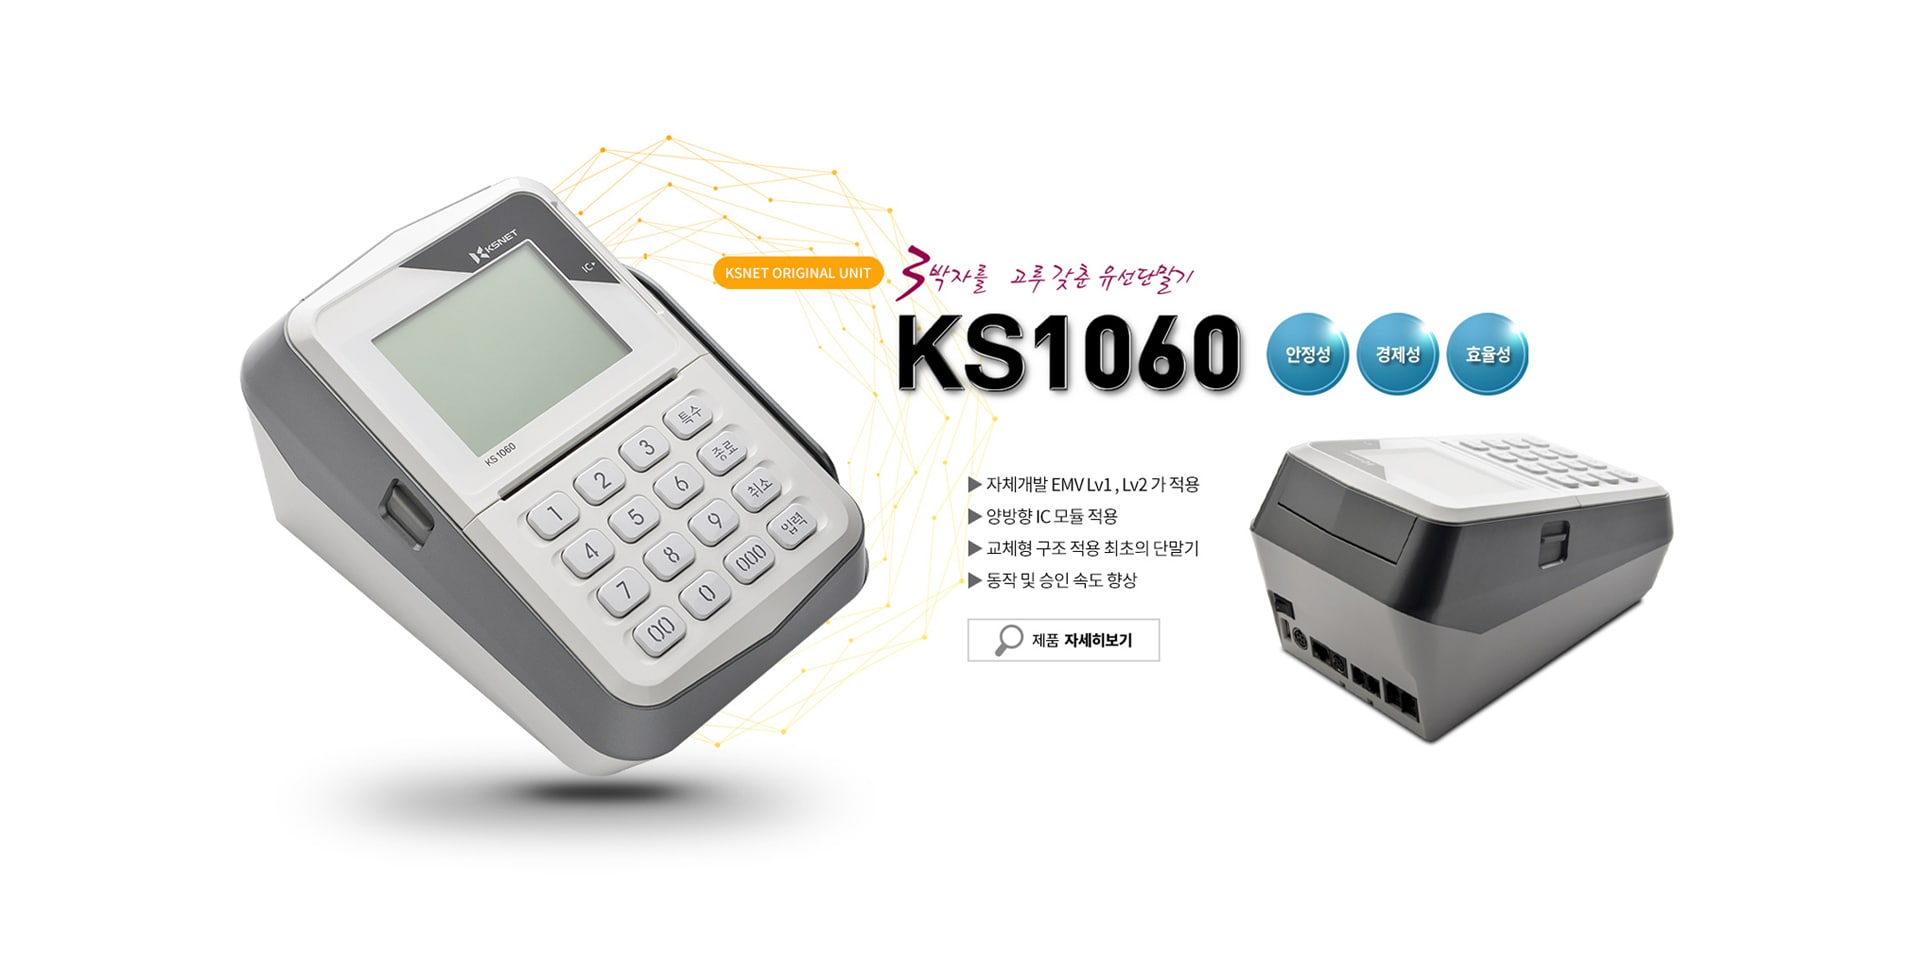 KSNET
IC
KS1060
1
2
3
특수
4
5
6
종료
7
8
9
취소
00
0
000
입력
KSNET ORIGINAL UNIT
3박자를 고루 갖춘 유선단말기
KS1060
안정성
경제성
효율성
▶ 자체개발 EMV Lv1 , Lv2 가 적용
▶ 양방향 IC 모듈 적용
▶ 교체형 구조 적용 최초의 단말기
▶ 동작 및 승인 속도 향상
제품 자세히보기